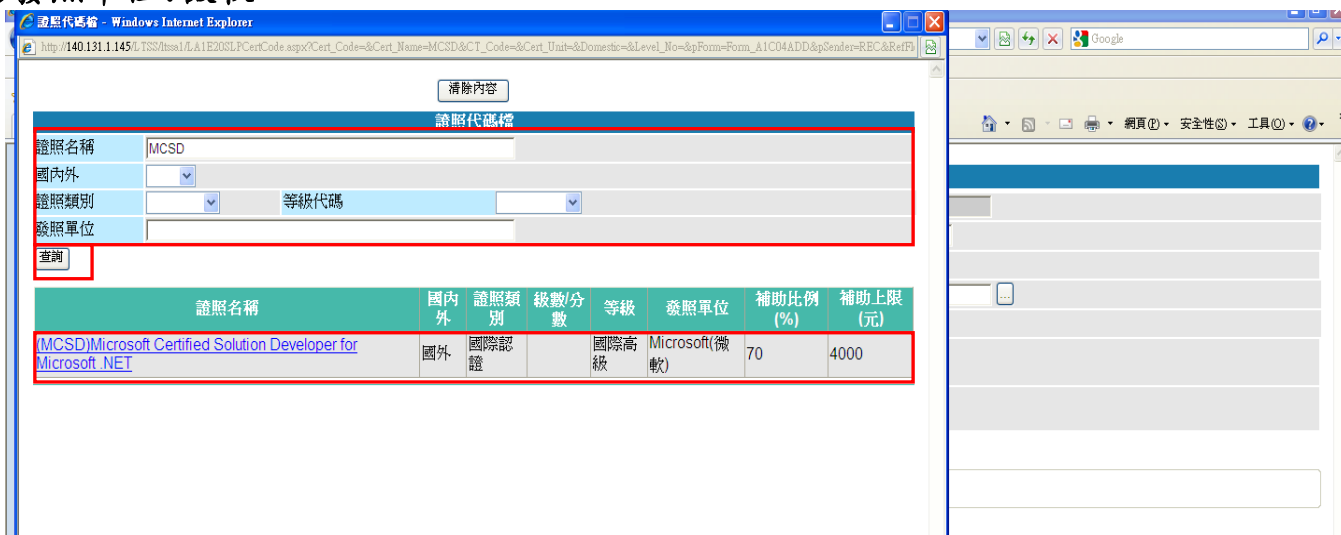 證照代碼檔 - Windows Internet Explorer
http://140.131.1.145/LTSS/ltssa1/LA1E20SLPCertCode.aspx?Cert_Code=&Cert_Name=MCSD&CT_Code=&Cert_Unit=&Domestic=&Level_No=&pForm=Form_A1C04ADD&pSender=REC&RefFi
Google
網頁(P) 安全性(S) 工具(O)
清除內容
證照代碼檔
證照名稱 MCSD
國內外
證照類別 等級代碼
發照單位
查詢
證照名稱 國內外 證照類別 級數/分數 等級 發照單位 補助比例(%) 補助上限(元)
(MCSD)Microsoft Certified Solution Developer for
Microsoft .NET
國外 國際認證 國際高級 Microsoft(微軟) 70 4000